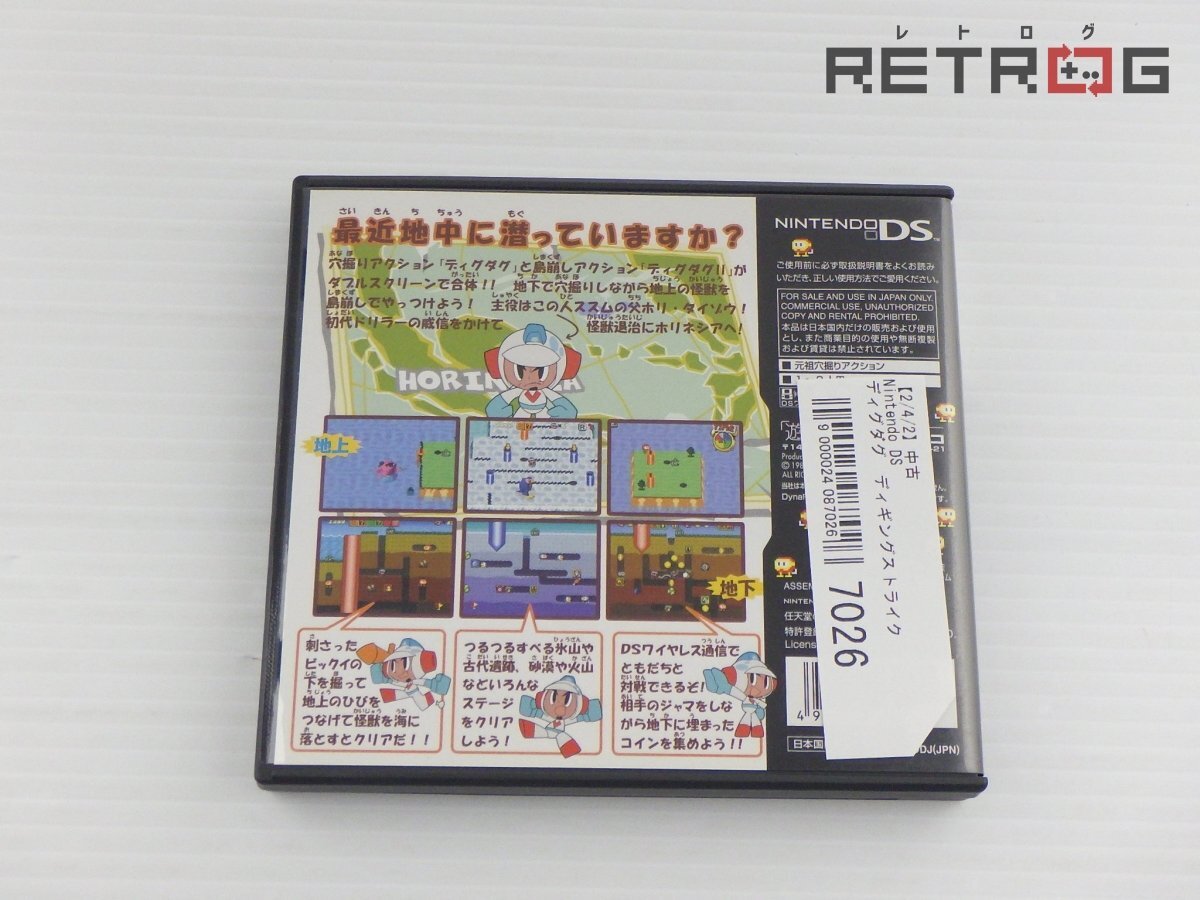 レトログ
RETROG
最近地中に潜っていますか?
穴掘りアクション「ディグダグ」と島崩しアクション「ディグダグII」が
ダブルスクリーンで合体!! 地下で穴掘りしながら地上の怪獣を
島崩しでやっつけよう! 主役はこの人ススムの父ホリ・タイゾウ!
初代ドリラーの威信をかけて 怪獣退治にホリネシアへ!
地上
地下
刺さった
ビックイの
下を掘って
地上のひびを
つなげて怪獣を海に
落とすとクリアだ!!
つるつるすべる氷山や
古代遺跡、砂漠や火山
などいろんな
ステージ
をクリア
しよう!
DSワイヤレス通信で
ともだちと
対戦できるぞ!
相手のジャマをしな
がら地下に埋まった
コインを集めよう!!
NINTENDO DS™
ご使用前に必ず取扱説明書をよくお読み
いただき、正しい使用方法でご愛用ください。
FOR SALE AND USE IN JAPAN ONLY.
COMMERCIAL USE, UNAUTHORIZED
COPY AND RENTAL PROHIBITED.
本品は日本国内だけの販売および使用
とし、また商業目的の使用や無断複製
および賃貸は禁止されています。
■ 元祖穴掘りアクション
【2/4/2】 中古
Nintendo DS
ディグダグ ディギングストライク
9 000024 087026
7026
任天堂
特許登録
Licens
日本国
DJ(JPN)